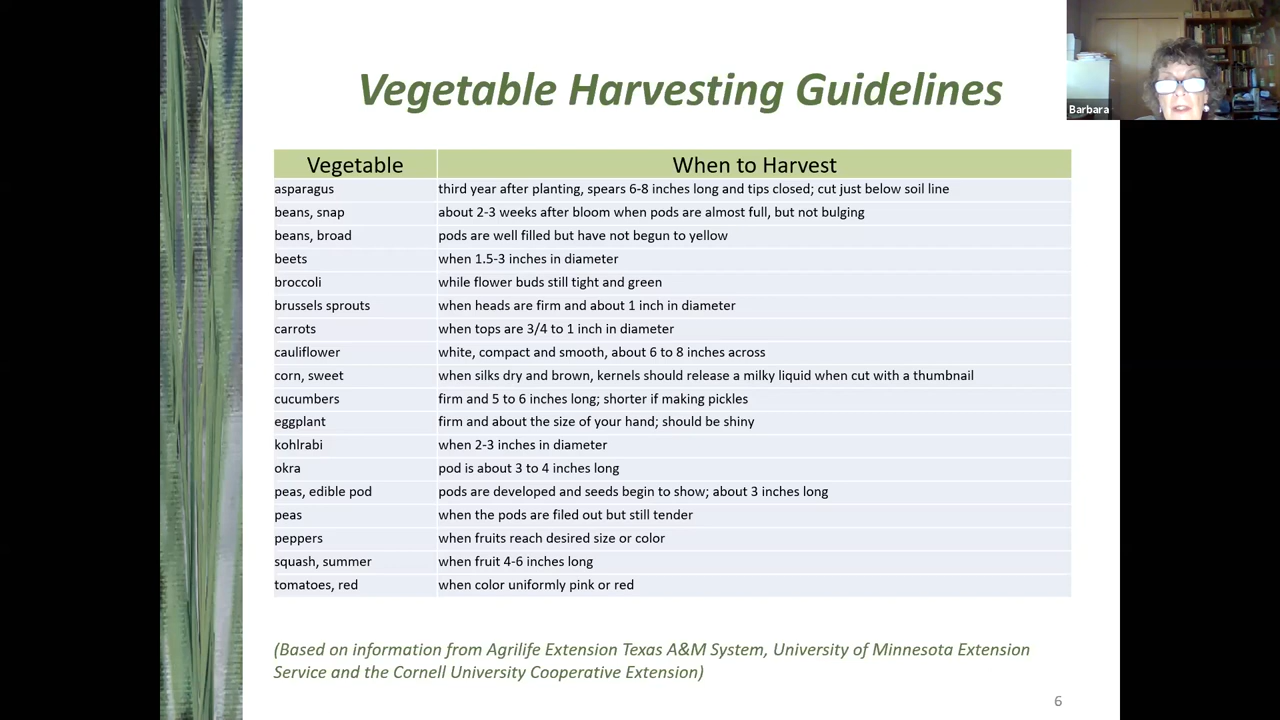 Vegetable Harvesting Guidelines
Barbara
Vegetable When to Harvest
asparagus third year after planting, spears 6-8 inches long and tips closed; cut just below soil line
beans, snap about 2-3 weeks after bloom when pods are almost full, but not bulging
beans, broad pods are well filled but have not begun to yellow
beets when 1.5-3 inches in diameter
broccoli while flower buds still tight and green
brussels sprouts when heads are firm and about 1 inch in diameter
carrots when tops are 3/4 to 1 inch in diameter
cauliflower white, compact and smooth, about 6 to 8 inches across
corn, sweet when silks dry and brown, kernels should release a milky liquid when cut with a thumbnail
cucumbers firm and 5 to 6 inches long; shorter if making pickles
eggplant firm and about the size of your hand; should be shiny
kohlrabi when 2-3 inches in diameter
okra pod is about 3 to 4 inches long
peas, edible pod pods are developed and seeds begin to show; about 3 inches long
peas when the pods are filed out but still tender
peppers when fruits reach desired size or color
squash, summer when fruit 4-6 inches long
tomatoes, red when color uniformly pink or red
(Based on information from Agrilife Extension Texas A&M System, University of Minnesota Extension
Service and the Cornell University Cooperative Extension)
6